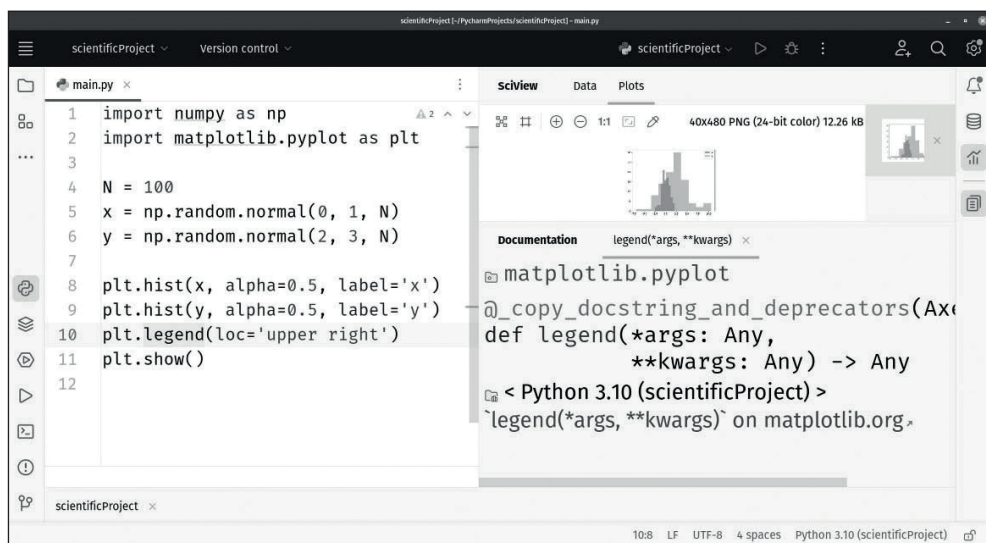 scientificProject [~/PycharmProjects/scientificProject] – main.py
scientificProject
Version control
scientificProject
main.py
1 import numpy as np
2 import matplotlib.pyplot as plt
3
4 N = 100
5 x = np.random.normal(0, 1, N)
6 y = np.random.normal(2, 3, N)
7
8 plt.hist(x, alpha=0.5, label='x')
9 plt.hist(y, alpha=0.5, label='y')
10 plt.legend(loc='upper right')
11 plt.show()
12
2
SciView Data Plots
1:1 40x480 PNG (24-bit color) 12.26 kB
Documentation legend(*args, **kwargs)
matplotlib.pyplot
@_copy_docstring_and_deprecators(Axe
def legend(*args: Any,
**kwargs: Any) -> Any
< Python 3.10 (scientificProject) >
`legend(*args, **kwargs)` on matplotlib.org
scientificProject
10:8 LF UTF-8 4 spaces Python 3.10 (scientificProject)